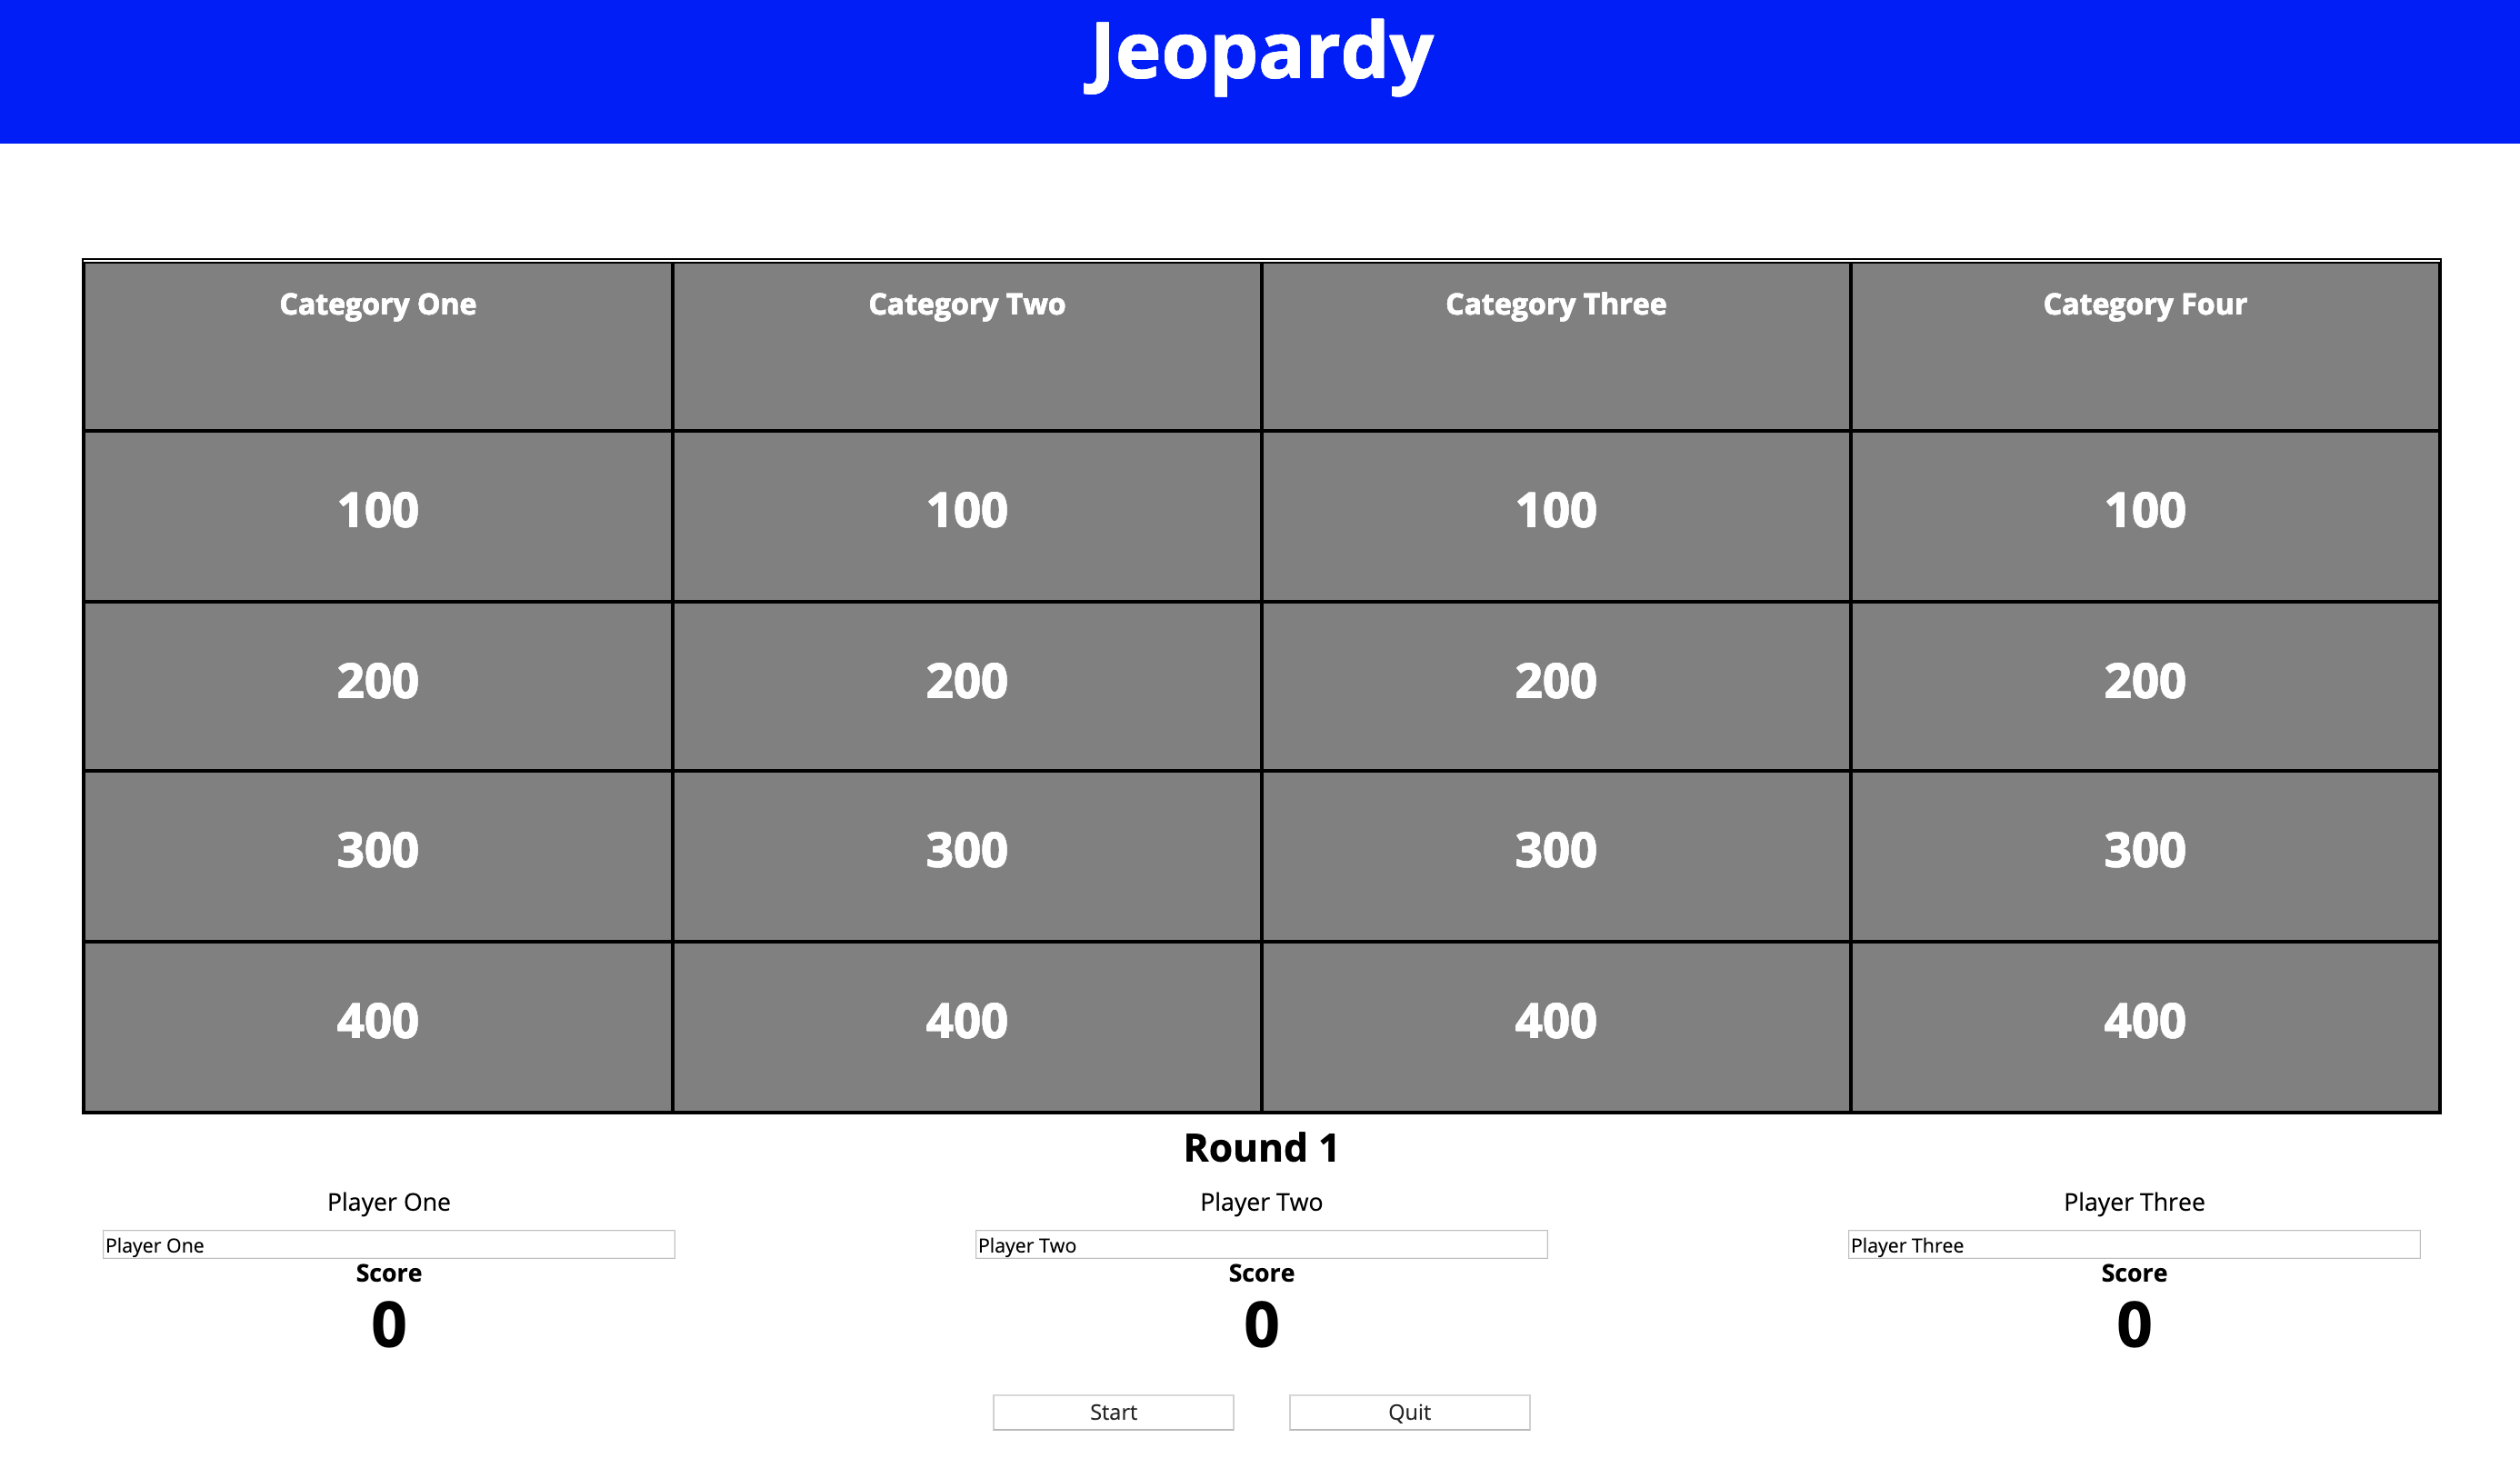 Jeopardy
Category One Category Two Category Three Category Four
100 100 100 100
200 200 200 200
300 300 300 300
400 400 400 400
Round 1
Player One Player Two Player Three
Player One Player Two Player Three
Score Score Score
0 0 0
Start Quit